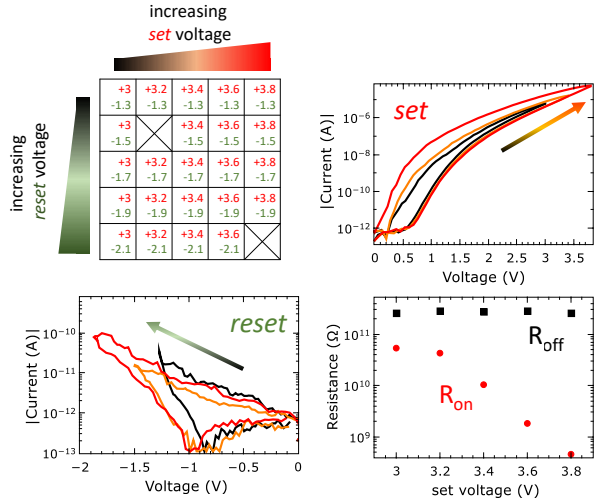 increasing
set voltage
increasing
reset voltage
+3 +3.2 +3.4 +3.6 +3.8
-1.3 -1.3 -1.3 -1.3 -1.3
+3 +3.4 +3.6 +3.8
-1.5 -1.5 -1.5 -1.5
+3 +3.2 +3.4 +3.6 +3.8
-1.7 -1.7 -1.7 -1.7 -1.7
+3 +3.2 +3.4 +3.6 +3.8
-1.9 -1.9 -1.9 -1.9 -1.9
+3 +3.2 +3.4 +3.6
-2.1 -2.1 -2.1 -2.1
set
|Current (A)|
10⁻⁶
10⁻⁸
10⁻¹⁰
10⁻¹²
0 0.5 1 1.5 2 2.5 3 3.5
Voltage (V)
reset
|Current (A)|
10⁻¹⁰
10⁻¹¹
10⁻¹²
10⁻¹³
−2 −1.5 −1 −0.5 0
Voltage (V)
Resistance (Ω)
10¹¹
10¹⁰
10⁹
R_off
R_on
3 3.2 3.4 3.6 3.8
set voltage